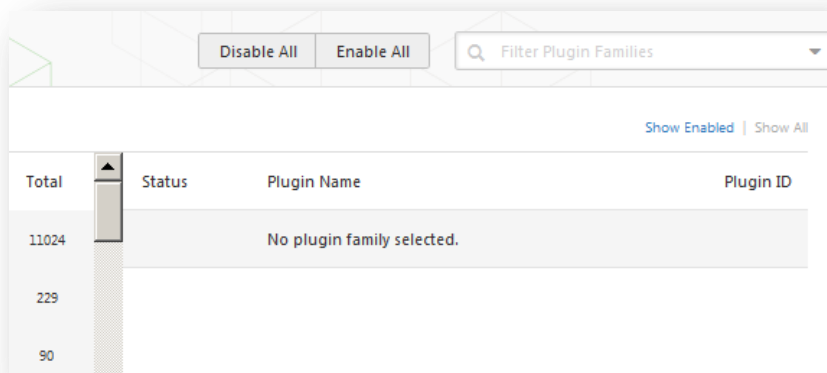 Disable All Enable All Filter Plugin Families
Show Enabled | Show All
Total Status Plugin Name Plugin ID
11024 No plugin family selected.
229
90